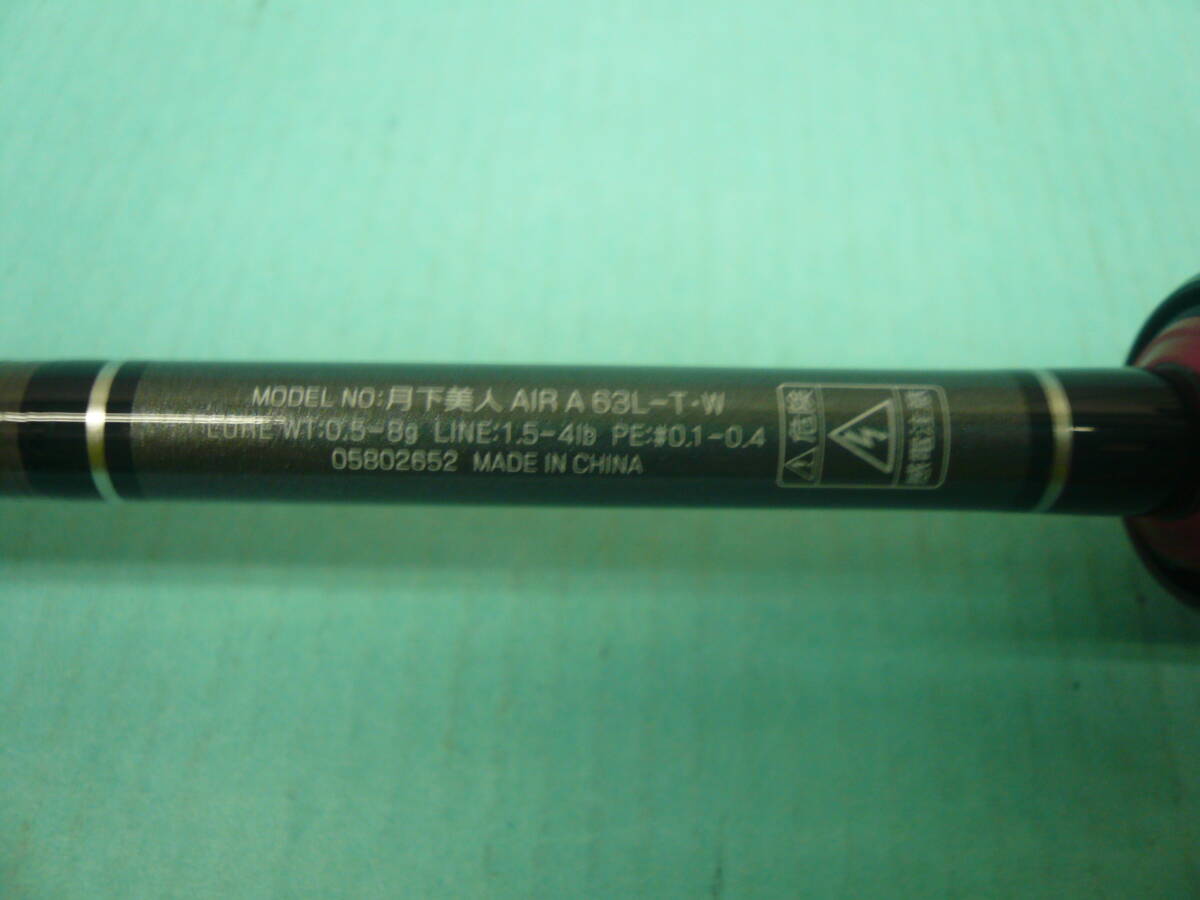 MODEL NO:月下美人 AIR A 63L-T・W
LURE WT:0.5-8g LINE:1.5-4lb PE:#0.1-0.4
05802652 MADE IN CHINA
危険
感電注意